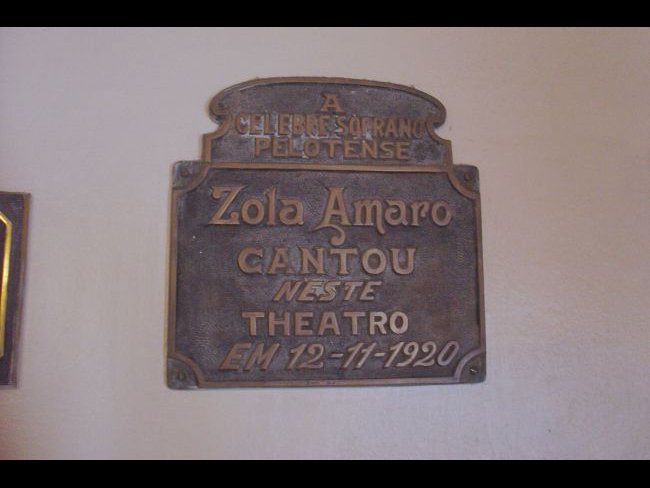 A
CELEBRE SOPRANO
PELOTENSE
Zola Amaro
CANTOU
NESTE
THEATRO
EM 12-11-1920